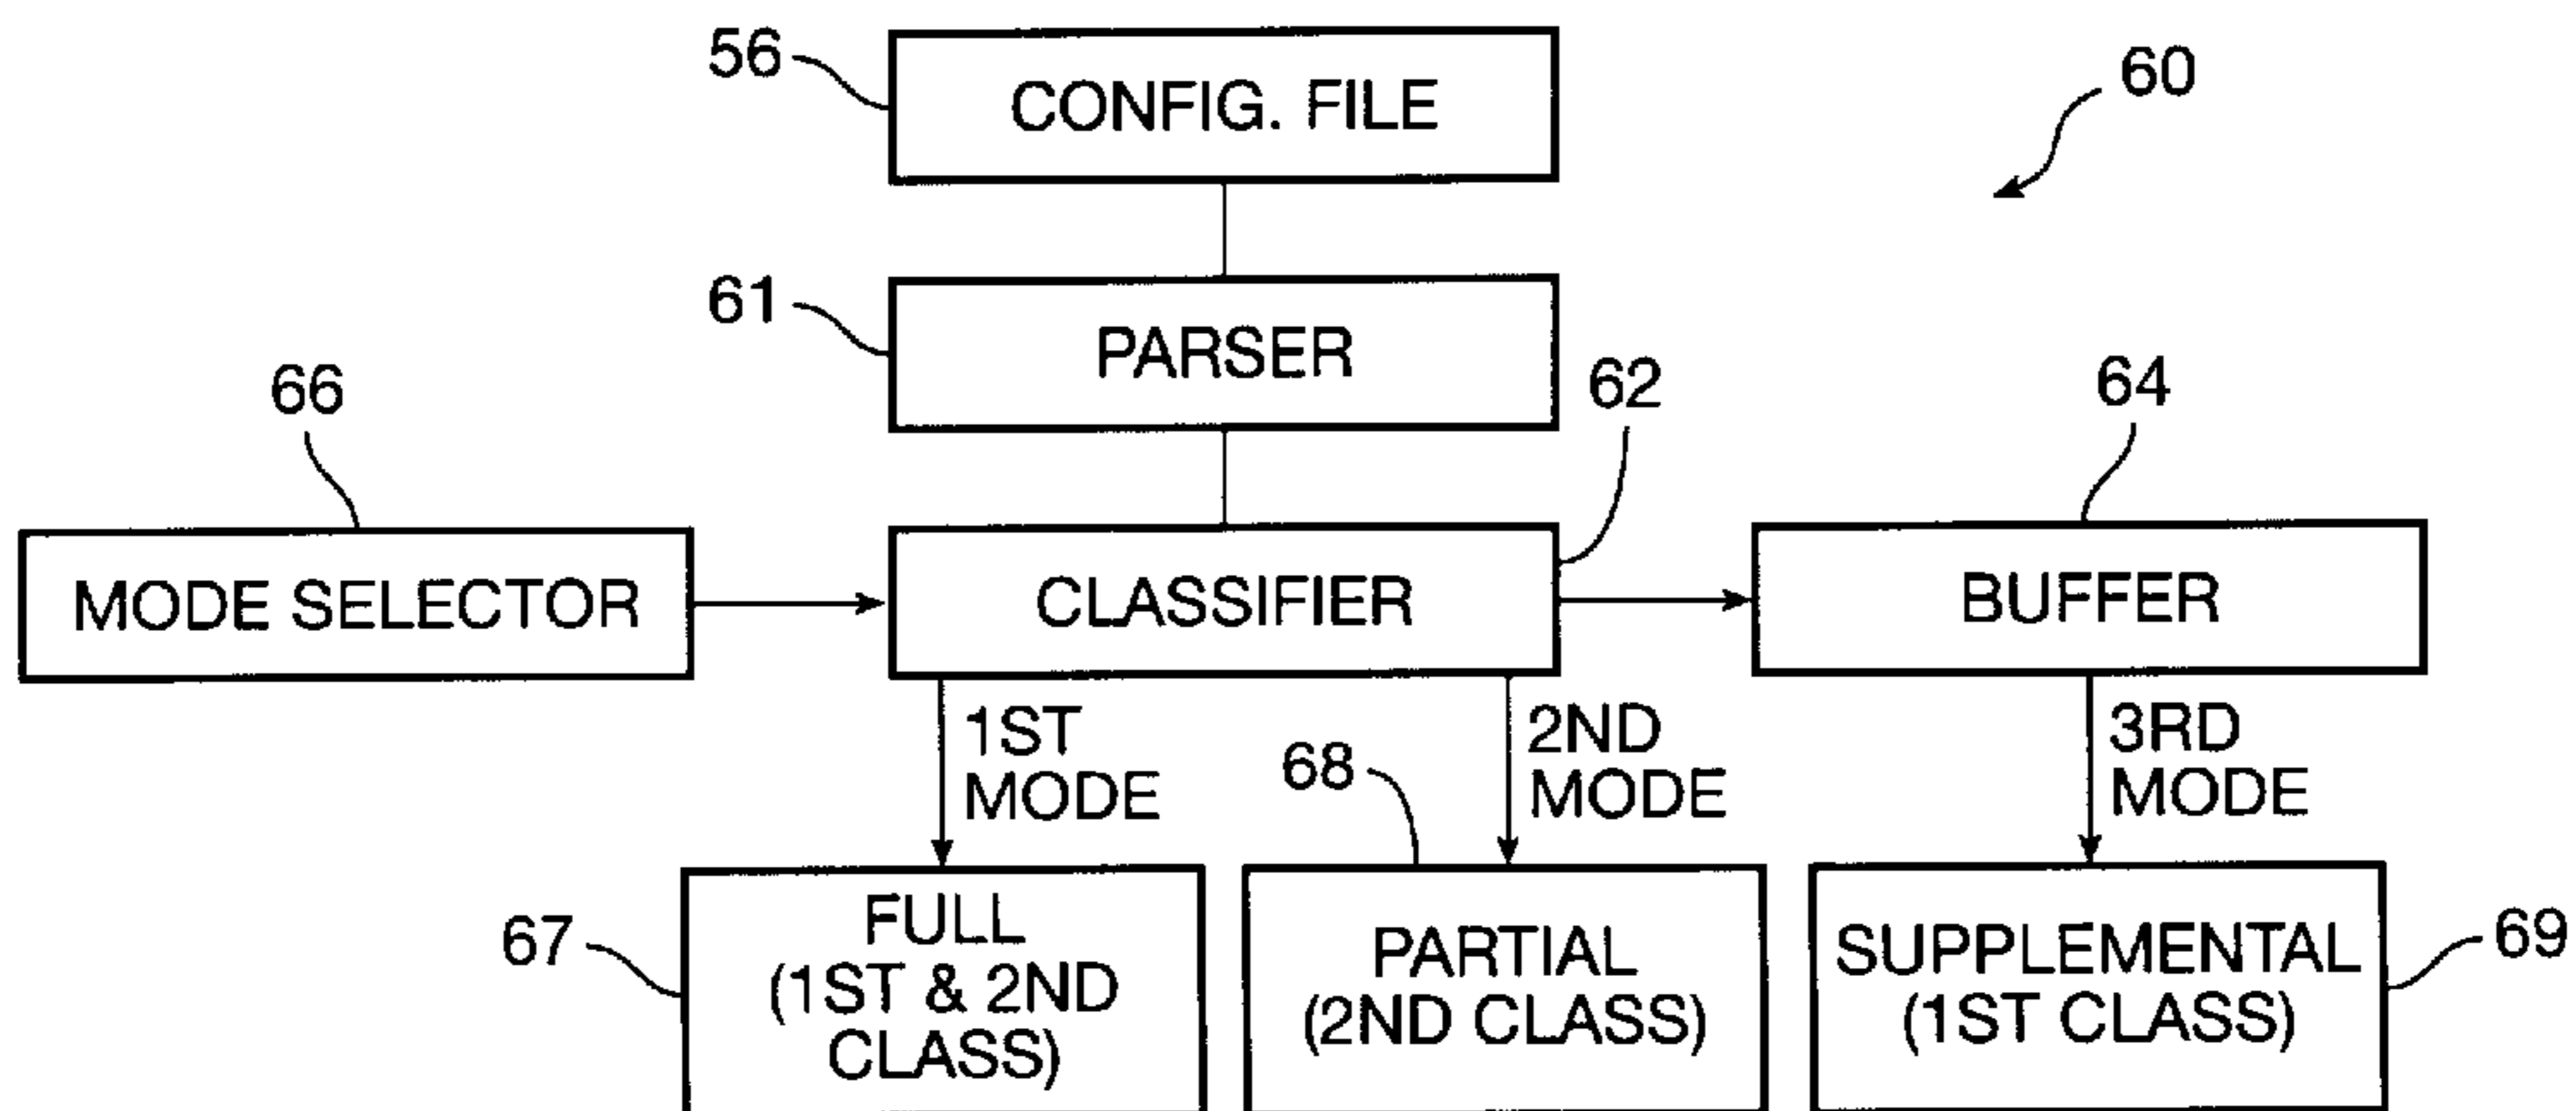 56
CONFIG. FILE
60
61
PARSER
66
62
64
MODE SELECTOR
CLASSIFIER
BUFFER
1ST
MODE
2ND
MODE
3RD
MODE
68
67
FULL
(1ST & 2ND
CLASS)
PARTIAL
(2ND CLASS)
SUPPLEMENTAL
(1ST CLASS)
69